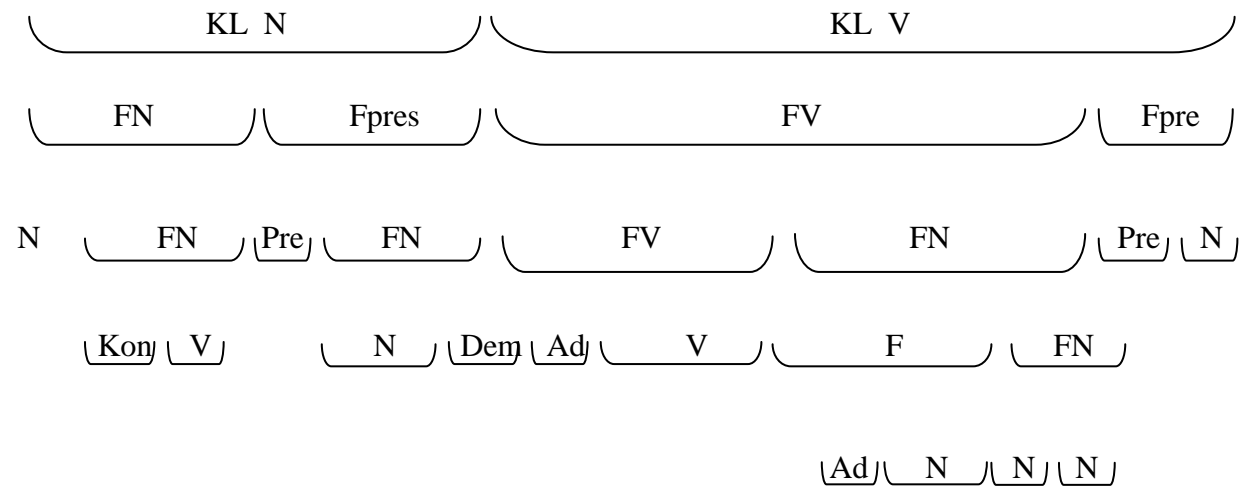 KL N KL V
FN Fpres FV Fpre
N FN Pre FN FV FN Pre N
Kon V N Dem Ad V F FN
Ad N N N